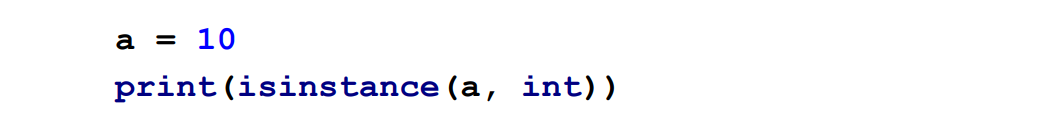 a = 10
print(isinstance(a, int))